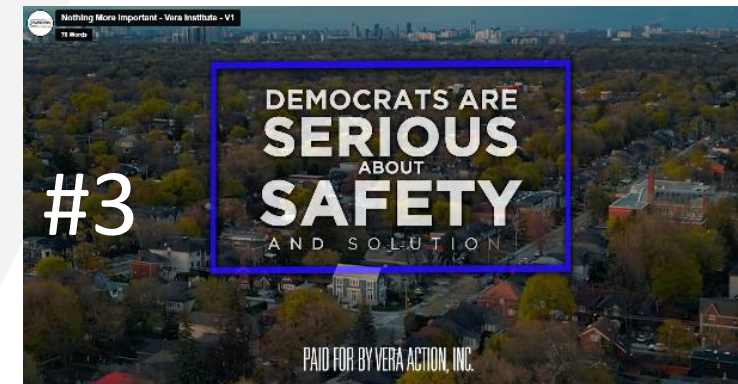 Nothing More Important - Vera Institute - V1
76 Words
#3
DEMOCRATS ARE
SERIOUS
ABOUT
SAFETY
AND SOLUTION
PAID FOR BY VERA ACTION, INC.